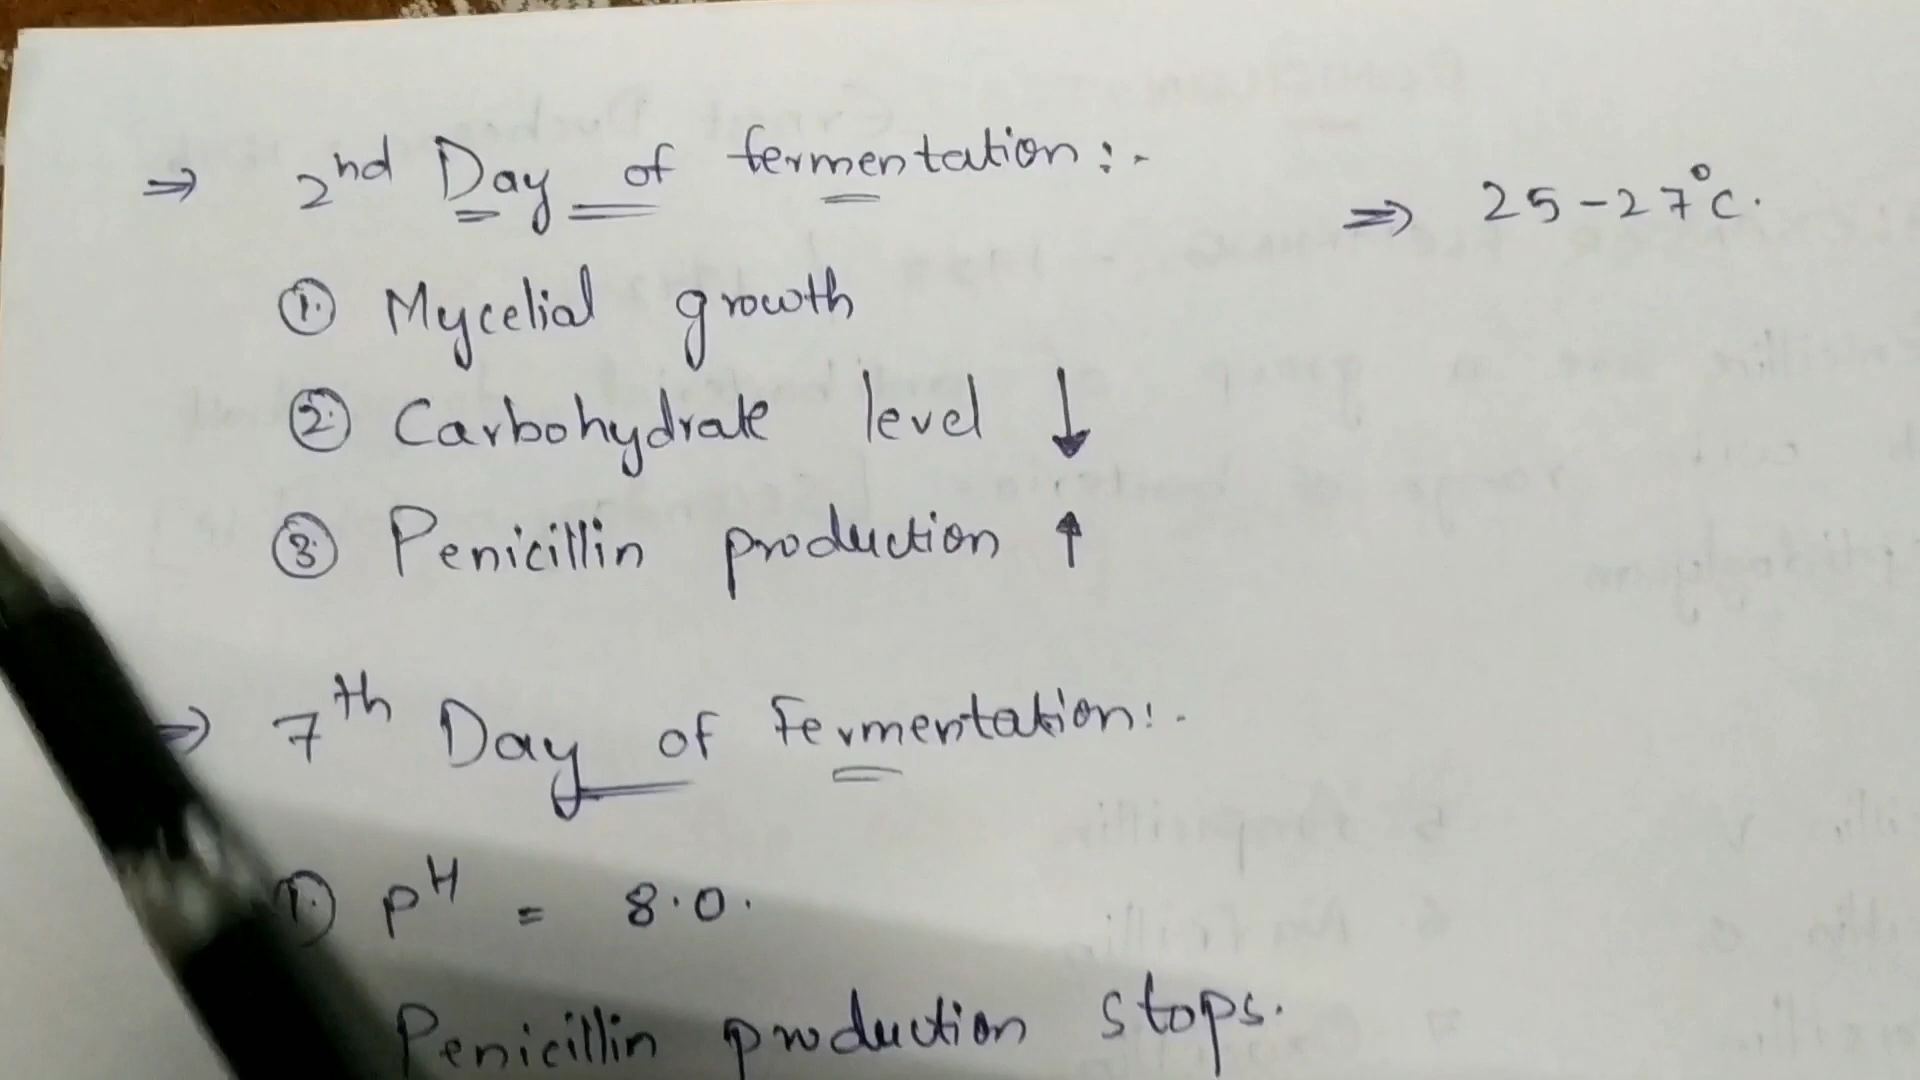 ⇒ 2nd Day of fermentation :-
⇒ 25-27°C.
① Mycelial growth
② Carbohydrate level ↓
③ Penicillin production ↑
⇒ 7th Day of Fermentation :-
① pH = 8.0.
Penicillin production stops.